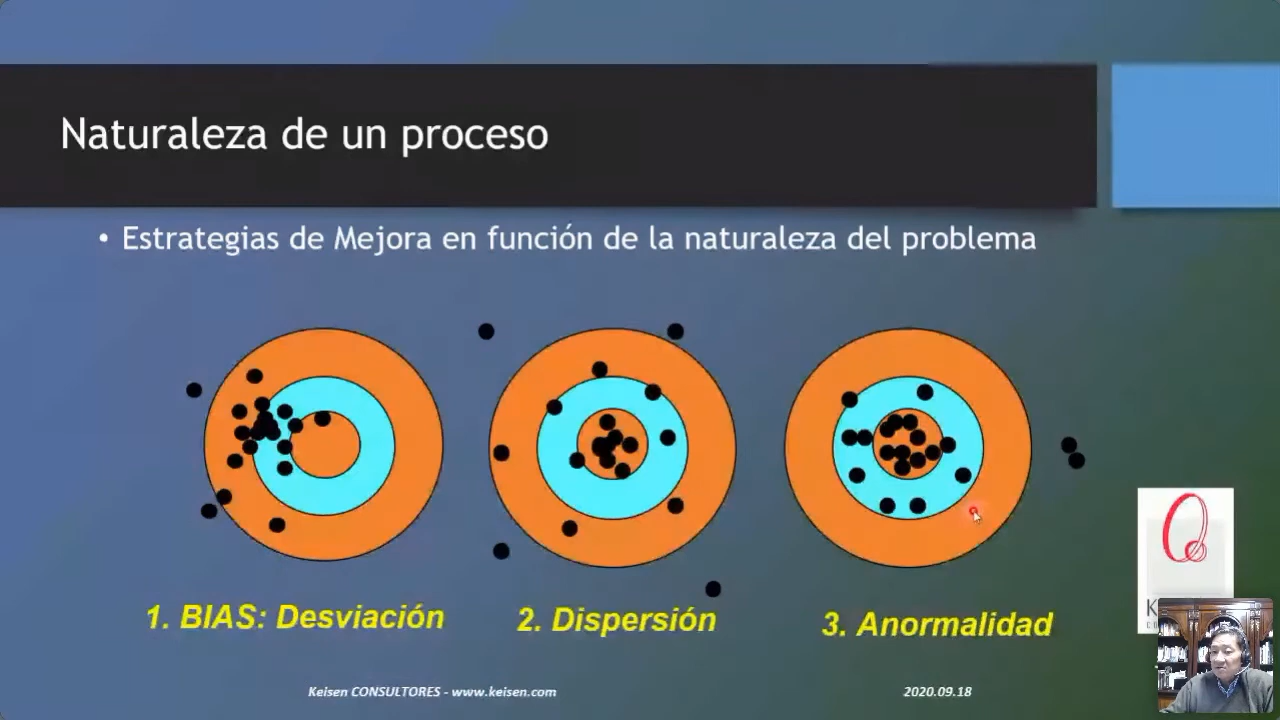 Naturaleza de un proceso
• Estrategias de Mejora en función de la naturaleza del problema
1. BIAS: Desviación
2. Dispersión
3. Anormalidad
Keisen CONSULTORES - www.keisen.com
2020.09.18